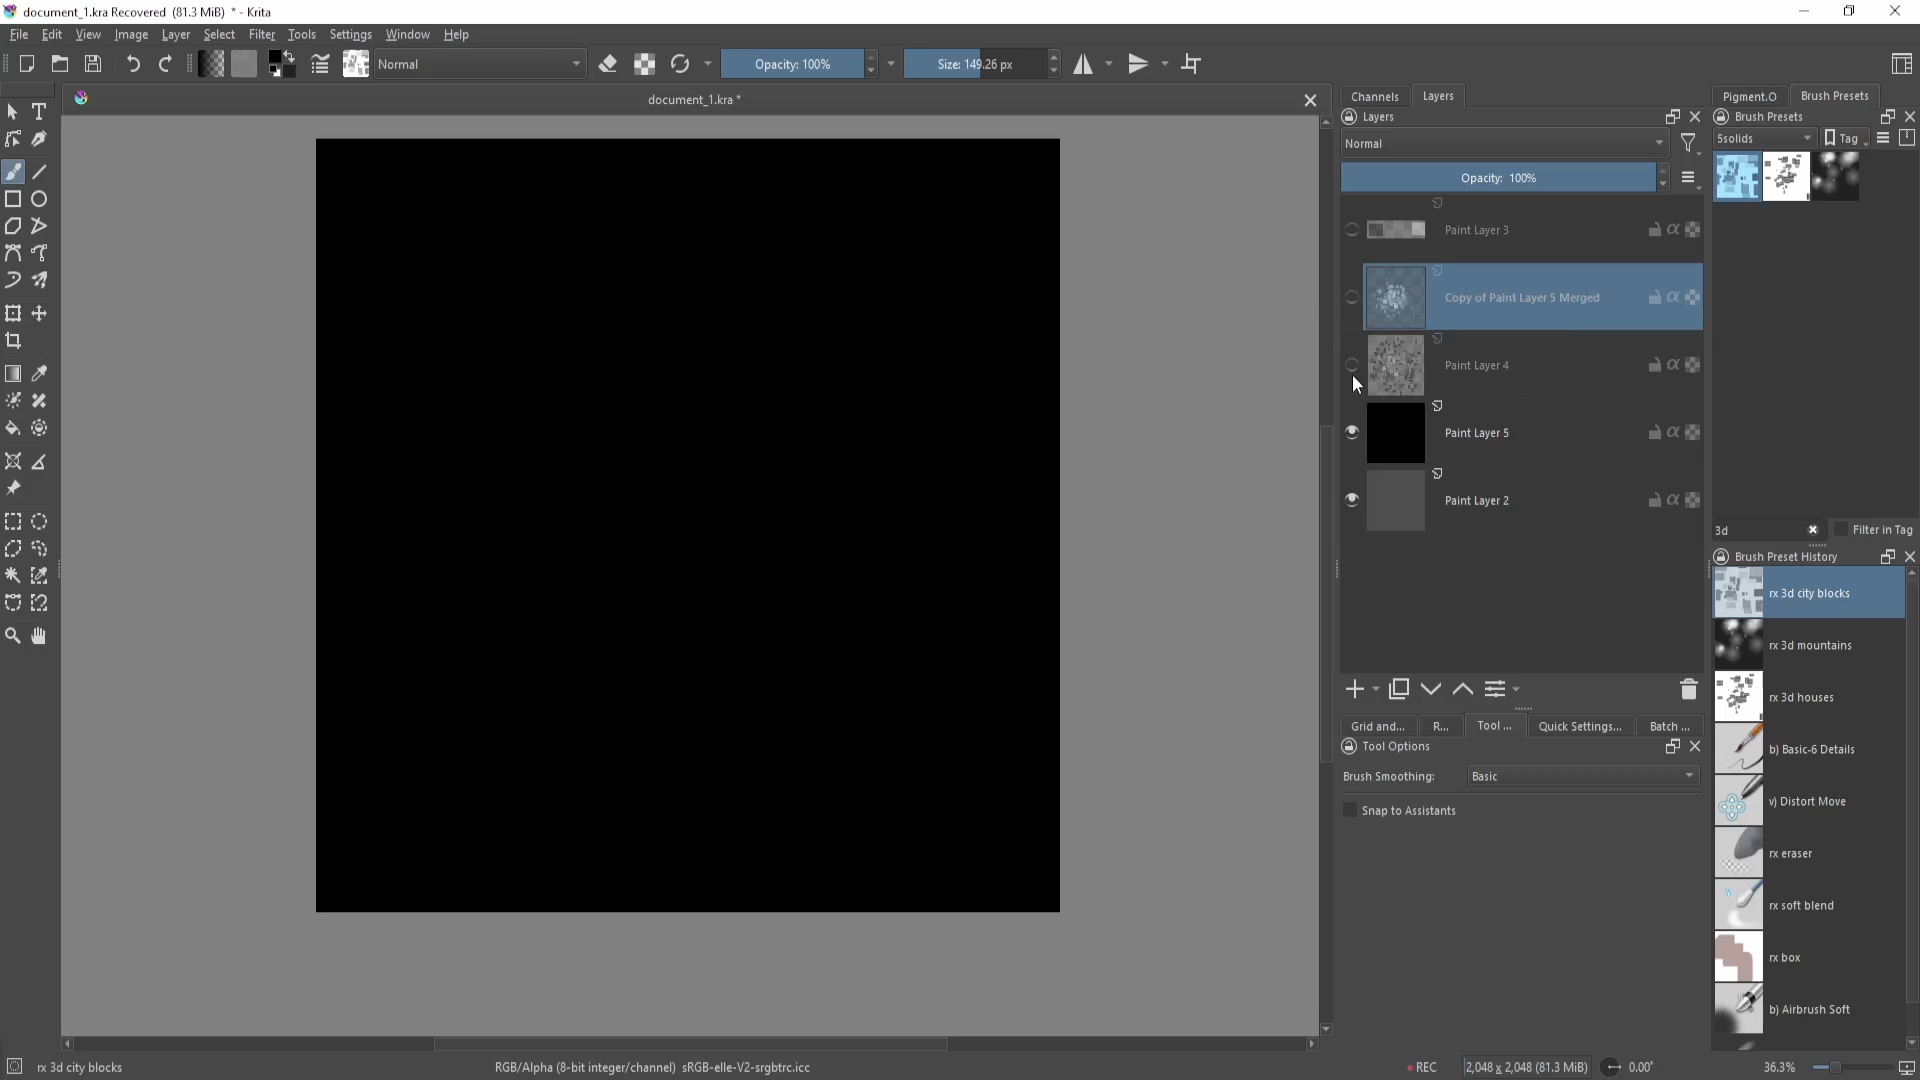 document_1.kra Recovered (81.3 MiB) * - Krita
File Edit View Image Layer Select Filter Tools Settings Window Help
Normal
Opacity: 100%
Size: 149.26 px
document_1.kra *
Channels
Layers
Layers
Normal
Opacity: 100%
Paint Layer 3
Copy of Paint Layer 5 Merged
Paint Layer 4
Paint Layer 5
Paint Layer 2
Grid and...
R...
Tool ...
Quick Settings...
Batch ...
Tool Options
Brush Smoothing:
Basic
Snap to Assistants
Pigment.O
Brush Presets
Brush Presets
5solids
Tag
3d
Filter in Tag
Brush Preset History
rx 3d city blocks
rx 3d mountains
rx 3d houses
b) Basic-6 Details
v) Distort Move
rx eraser
rx soft blend
rx box
b) Airbrush Soft
rx 3d city blocks
RGB/Alpha (8-bit integer/channel) sRGB-elle-V2-srgbtrc.icc
REC
2,048 x 2,048 (81.3 MiB)
0.00°
36.3%